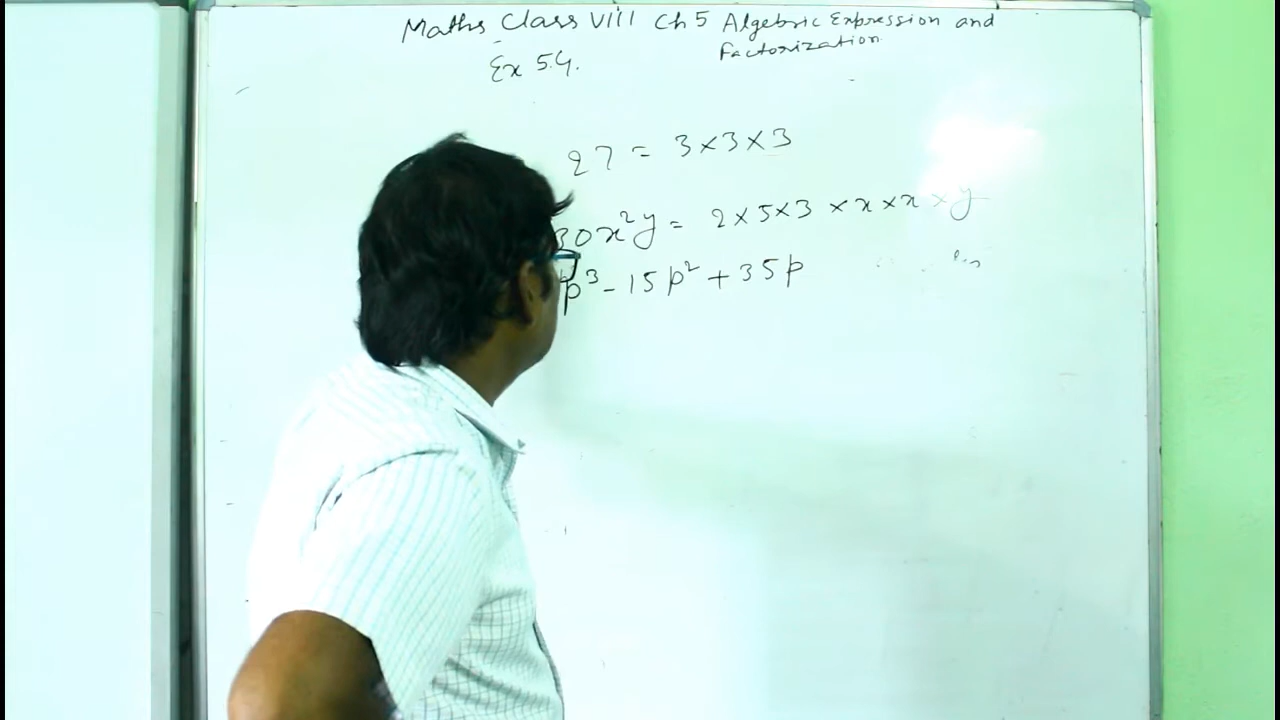 Maths Class VIII Ch 5 Algebric Expression and
Factorization.
Ex 5.4.
27 = 3×3×3
30x²y = 2×5×3 × x × x × y
p³ - 15p² + 35p